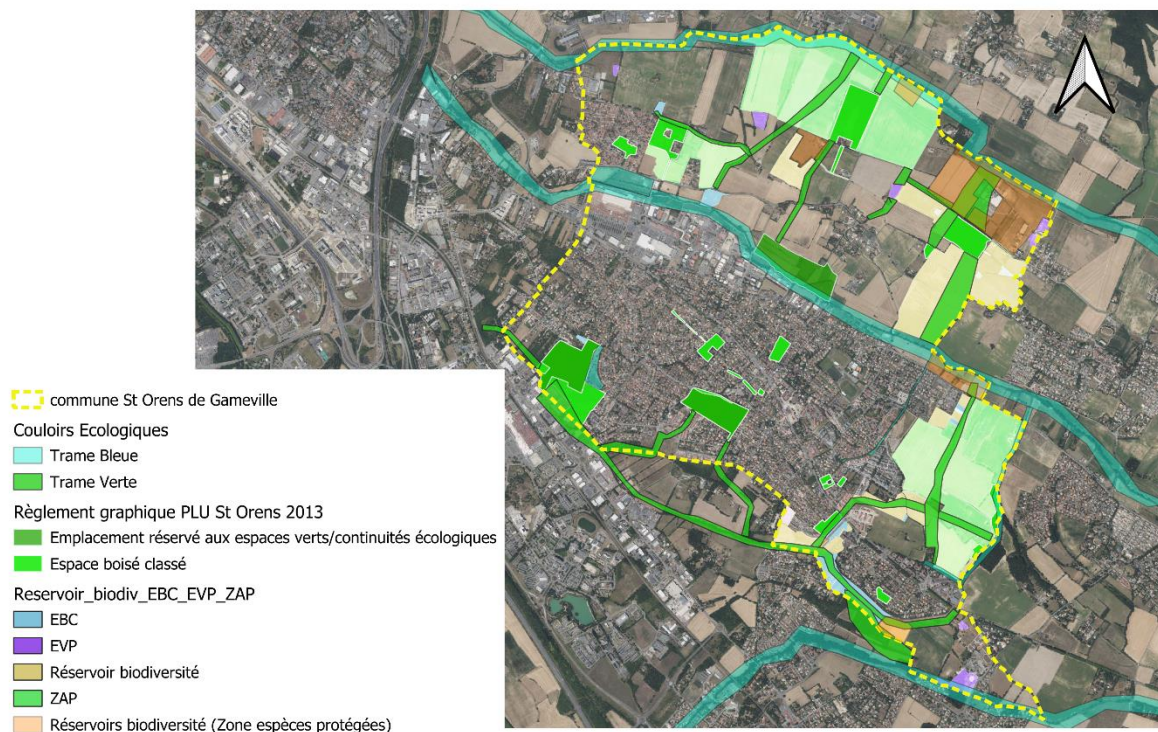 commune St Orens de Gameville
Couloirs Ecologiques
Trame Bleue
Trame Verte
Règlement graphique PLU St Orens 2013
Emplacement réservé aux espaces verts/continuités écologiques
Espace boisé classé
Reservoir_biodiv_EBC_EVP_ZAP
EBC
EVP
Réservoir biodiversité
ZAP
Réservoirs biodiversité (Zone espèces protégées)